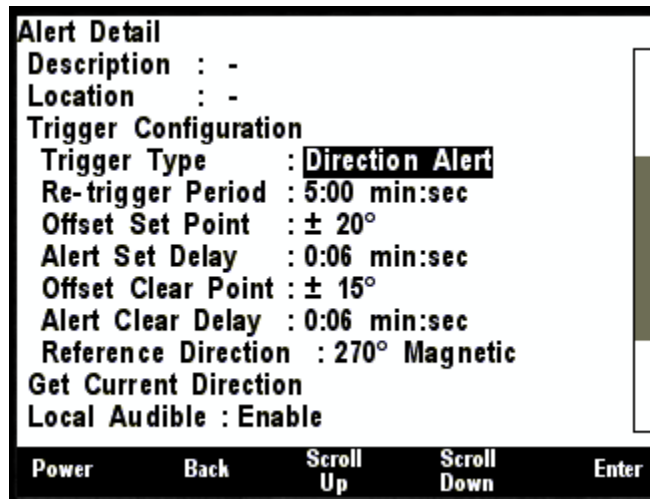 Alert Detail
Description : -
Location : -
Trigger Configuration
Trigger Type : Direction Alert
Re-trigger Period : 5:00 min:sec
Offset Set Point : ± 20°
Alert Set Delay : 0:06 min:sec
Offset Clear Point : ± 15°
Alert Clear Delay : 0:06 min:sec
Reference Direction : 270° Magnetic
Get Current Direction
Local Audible : Enable
Power Back Scroll Up Scroll Down Enter